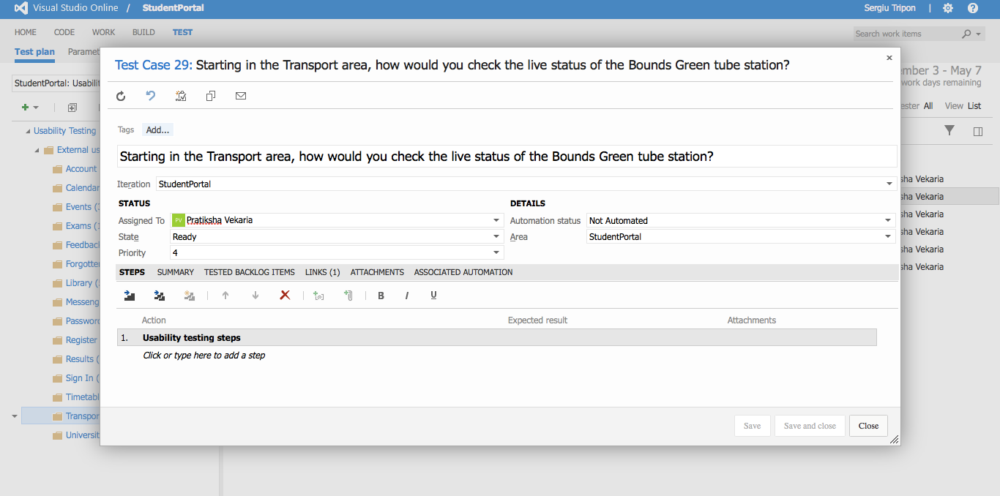 Visual Studio Online / StudentPortal Sergiu Tripon |
HOME CODE WORK BUILD TEST Search work items
Test plan Paramet
Test Case 29: Starting in the Transport area, how would you check the live status of the Bounds Green tube station?
StudentPortal: Usabilit
mber 3 - May 7
work days remaining
ester All View List
Tags Add...
Usability Testing
External us
Account
Calendar
Events (
Exams (
Feedbac
Forgotte
Library (
Messeng
Password
Register
Results (
Sign In (
Timetabl
Transpor
Universit
Starting in the Transport area, how would you check the live status of the Bounds Green tube station?
Iteration StudentPortal
STATUS DETAILS
Assigned To PV Pratiksha Vekaria Automation status Not Automated
State Ready Area StudentPortal
Priority 4
STEPS SUMMARY TESTED BACKLOG ITEMS LINKS (1) ATTACHMENTS ASSOCIATED AUTOMATION
B I U
Action Expected result Attachments
1. Usability testing steps
Click or type here to add a step
Save Save and close Close
sha Vekaria
sha Vekaria
sha Vekaria
sha Vekaria
sha Vekaria
sha Vekaria